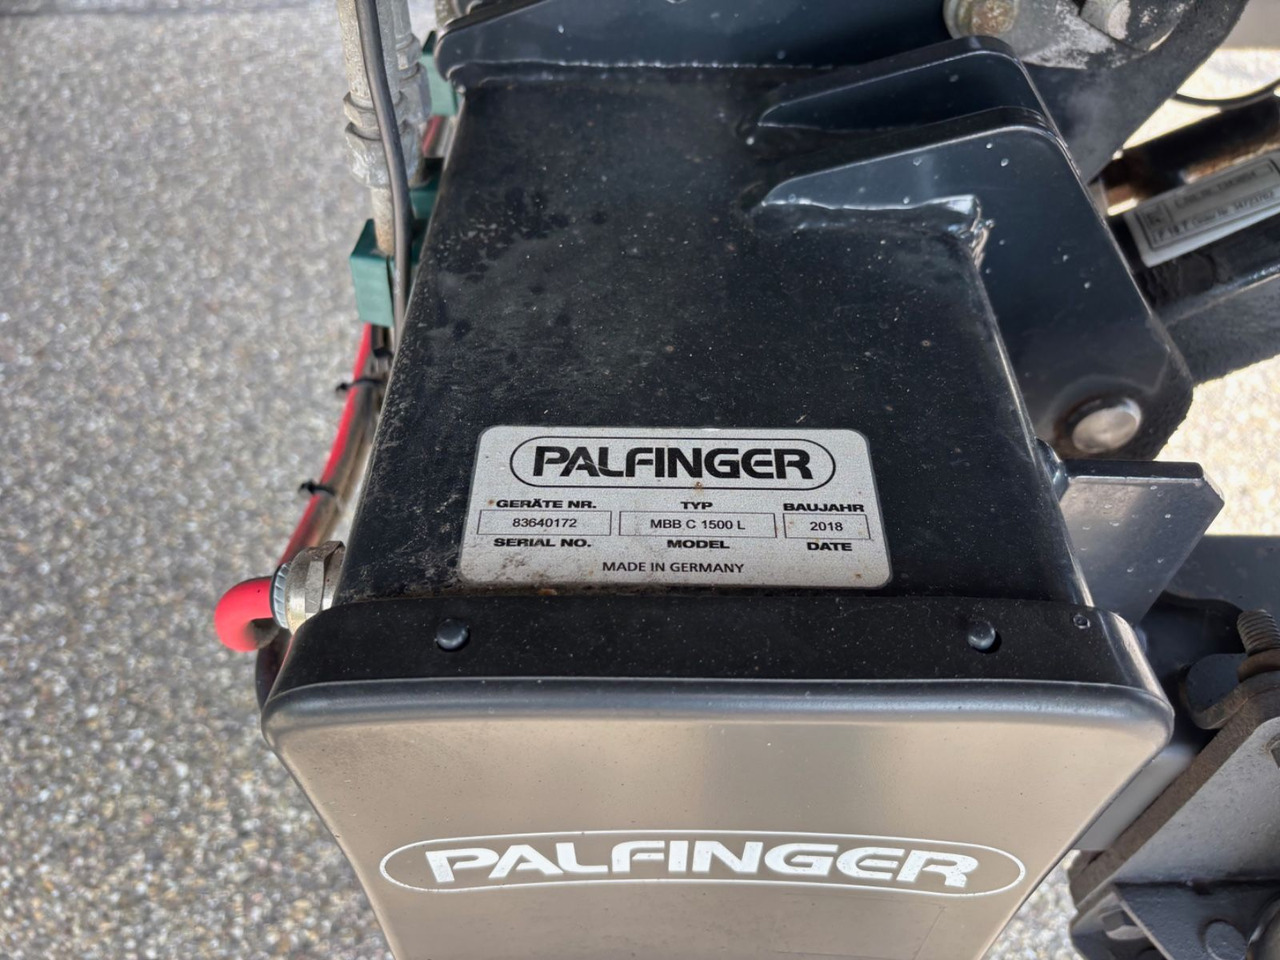 PALFINGER
GERÄTE NR. TYP BAUJAHR
83640172 MBB C 1500 L 2018
SERIAL NO. MODEL DATE
MADE IN GERMANY
PALFINGER